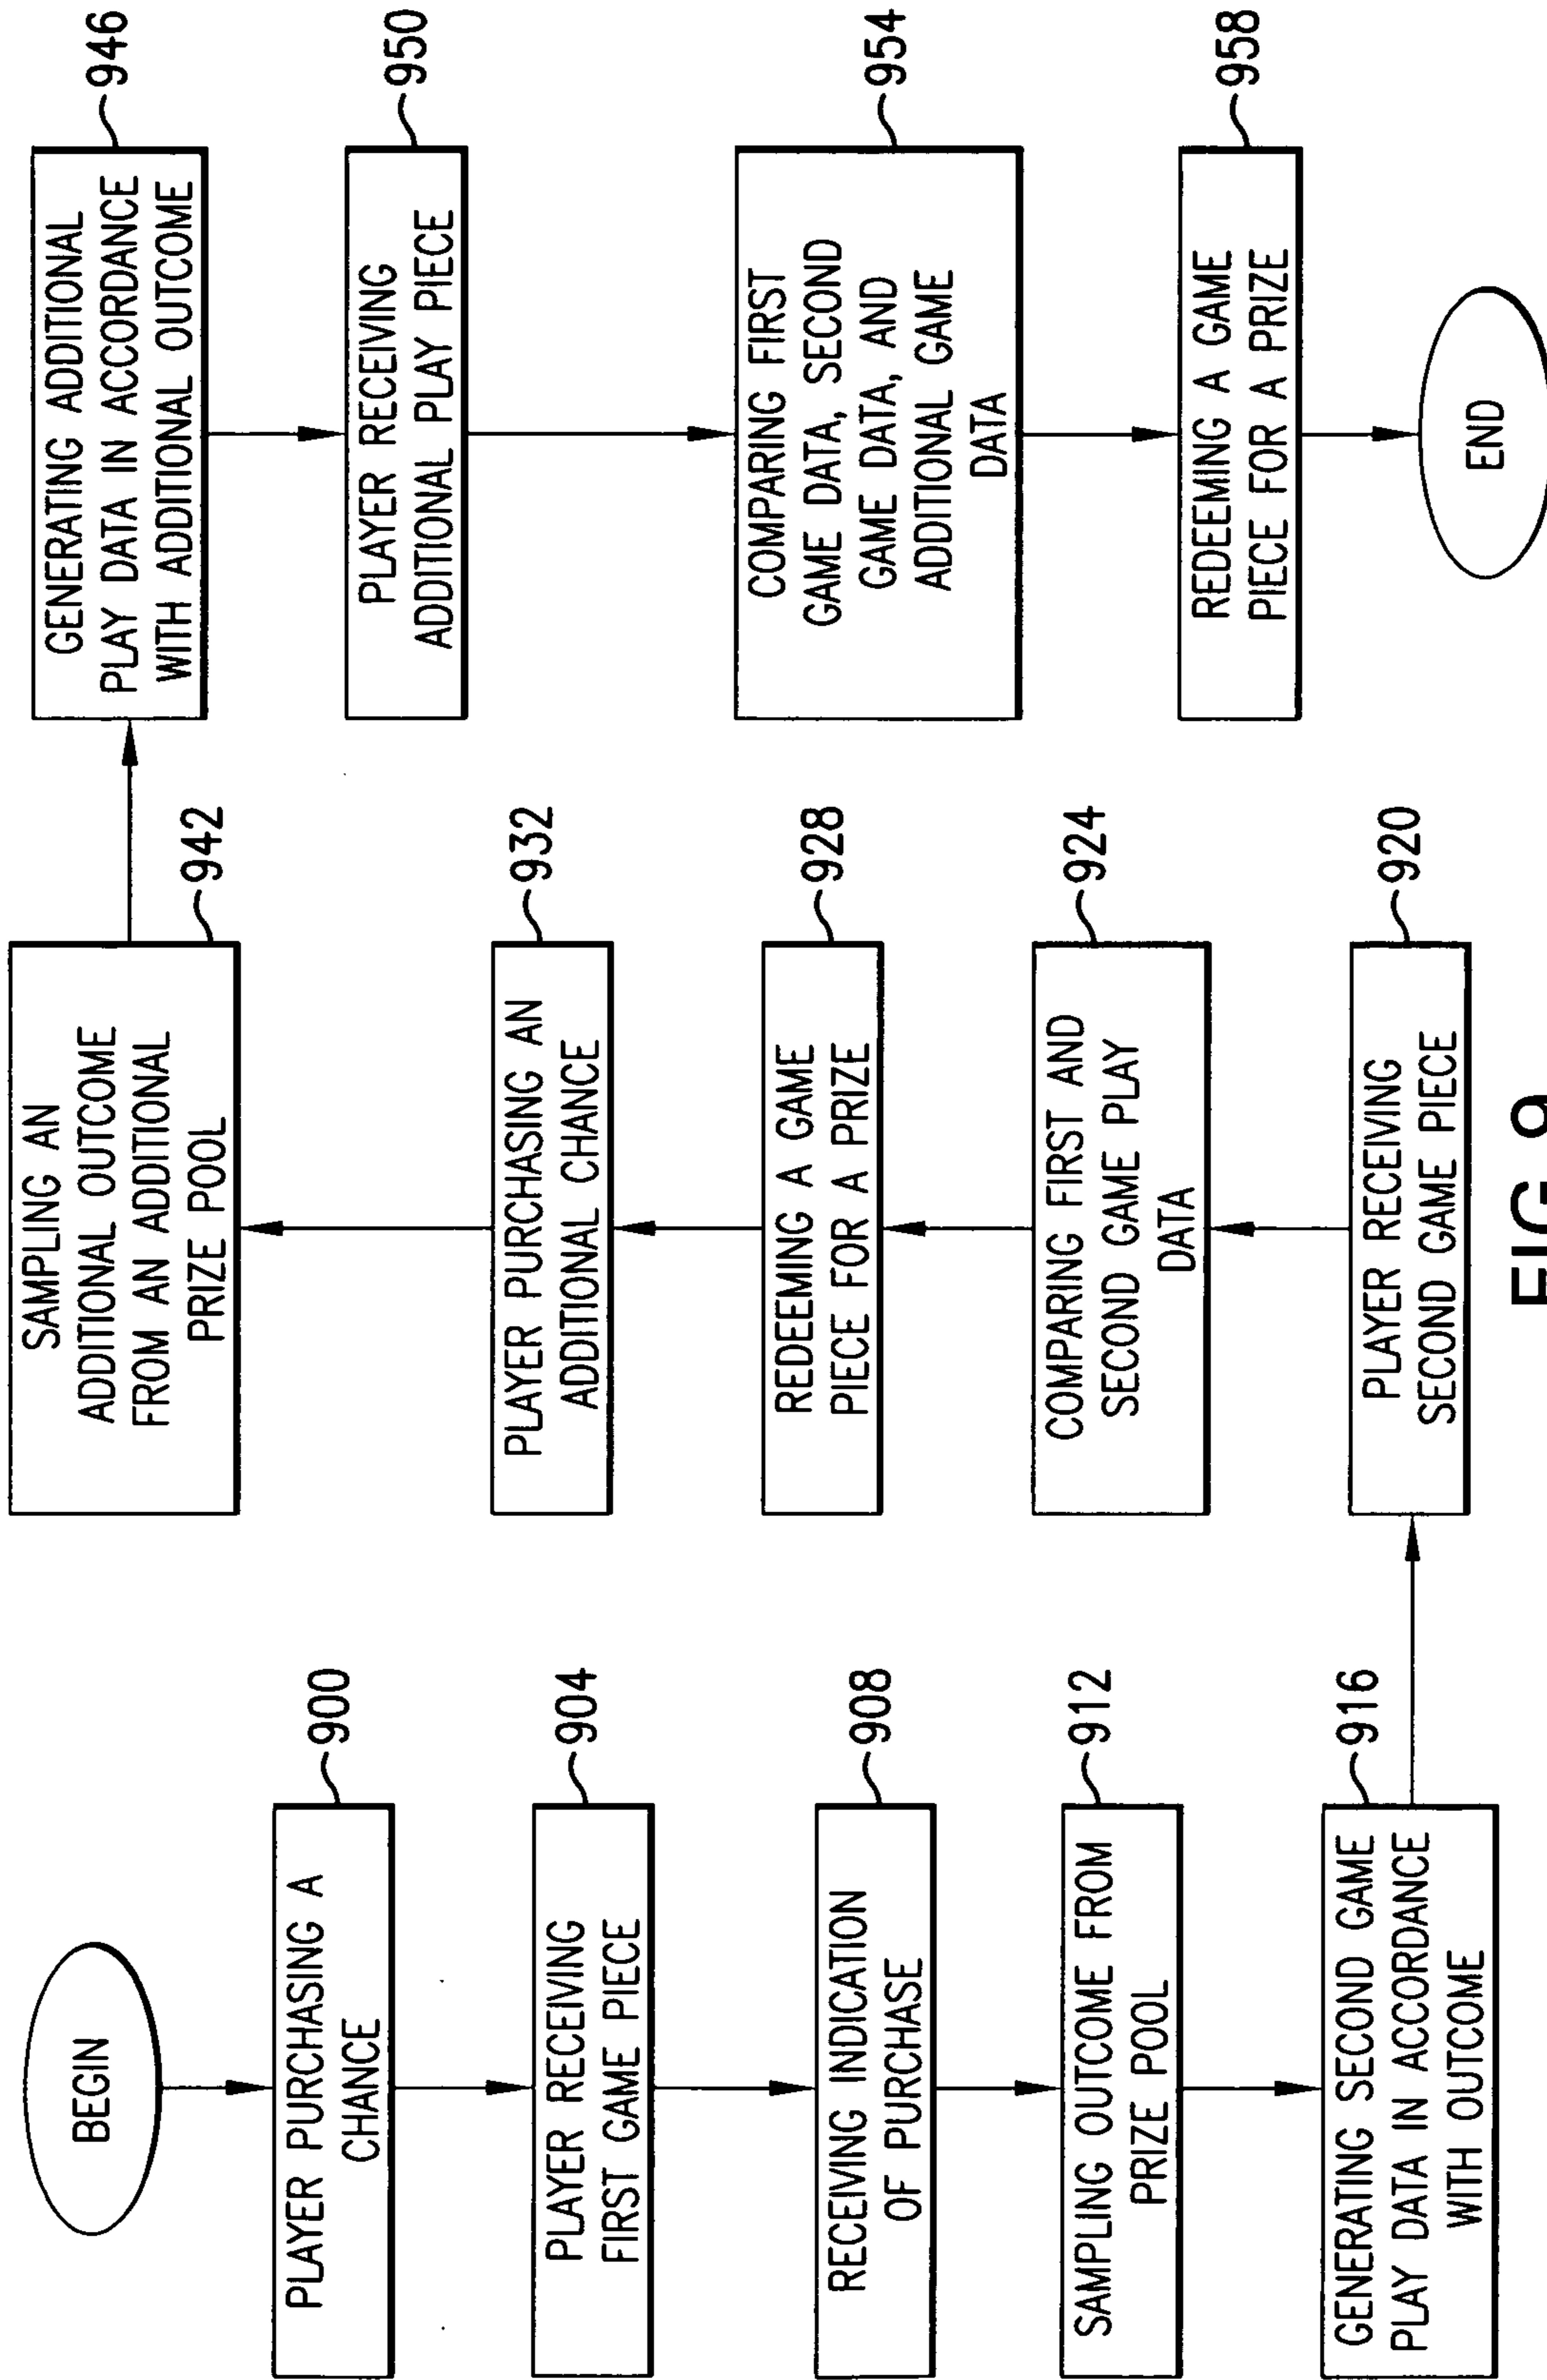 BEGIN
PLAYER PURCHASING A
CHANCE
900
PLAYER RECEIVING
FIRST GAME PIECE
904
RECEIVING INDICATION
OF PURCHASE
908
SAMPLING OUTCOME FROM
PRIZE POOL
912
GENERATING SECOND GAME
PLAY DATA IN ACCORDANCE
WITH OUTCOME
916
PLAYER RECEIVING
SECOND GAME PIECE
920
COMPARING FIRST AND
SECOND GAME PLAY
DATA
924
REDEEMING A GAME
PIECE FOR A PRIZE
928
PLAYER PURCHASING AN
ADDITIONAL CHANCE
932
SAMPLING AN
ADDITIONAL OUTCOME
FROM AN ADDITIONAL
PRIZE POOL
942
GENERATING ADDITIONAL
PLAY DATA IN ACCORDANCE
WITH ADDITIONAL OUTCOME
946
PLAYER RECEIVING
ADDITIONAL PLAY PIECE
950
COMPARING FIRST
GAME DATA, SECOND
GAME DATA, AND
ADDITIONAL GAME
DATA
954
REDEEMING A GAME
PIECE FOR A PRIZE
958
END
FIG.9